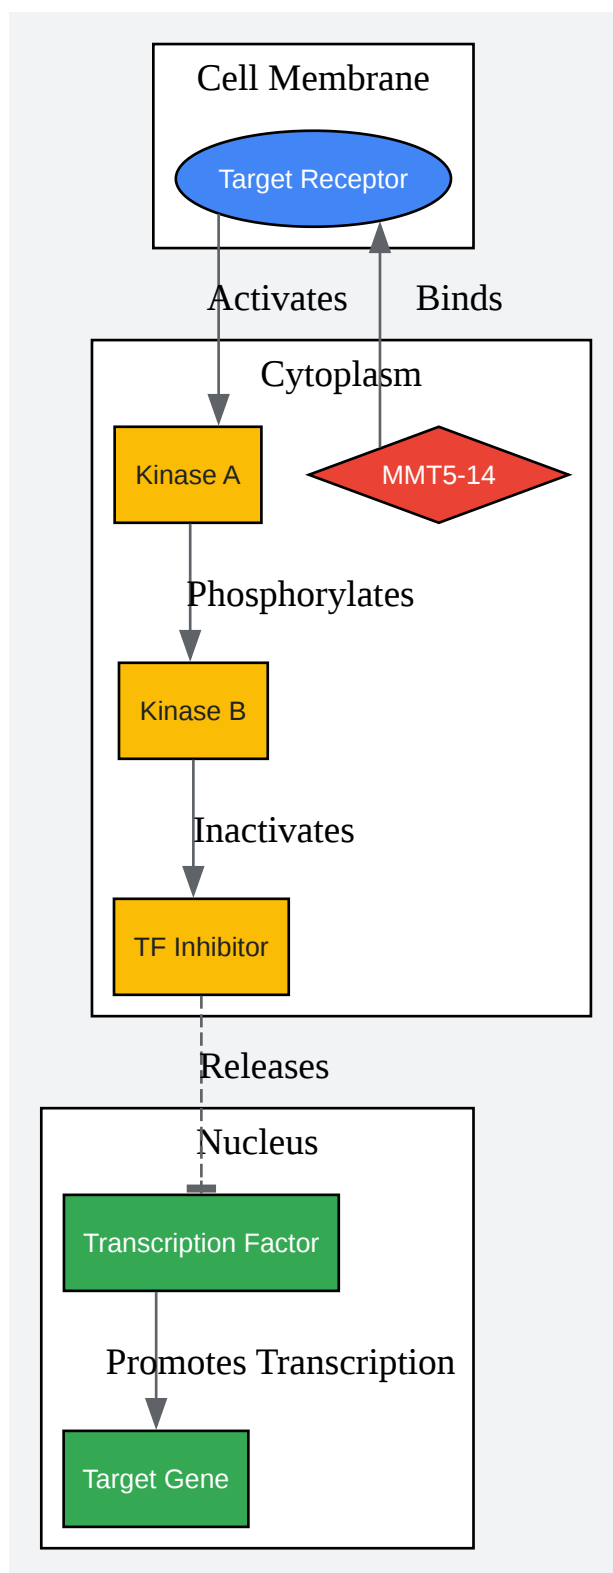 Cell Membrane
Target Receptor
Activates
Binds
Cytoplasm
Kinase A
MMT5-14
Phosphorylates
Kinase B
Inactivates
TF Inhibitor
Releases
Nucleus
Transcription Factor
Promotes Transcription
Target Gene